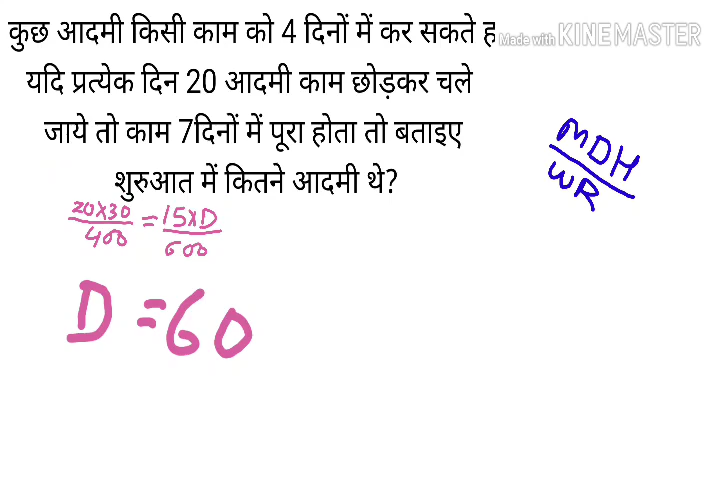 कुछ आदमी किसी काम को 4 दिनों में कर सकते ह
Made with KINEMASTER
यदि प्रत्येक दिन 20 आदमी काम छोड़कर चले
जाये तो काम 7दिनों में पूरा होता तो बताइए
शुरुआत में कितने आदमी थे?
MDH
WR
20×30/400 = 15×D/600
D = 60